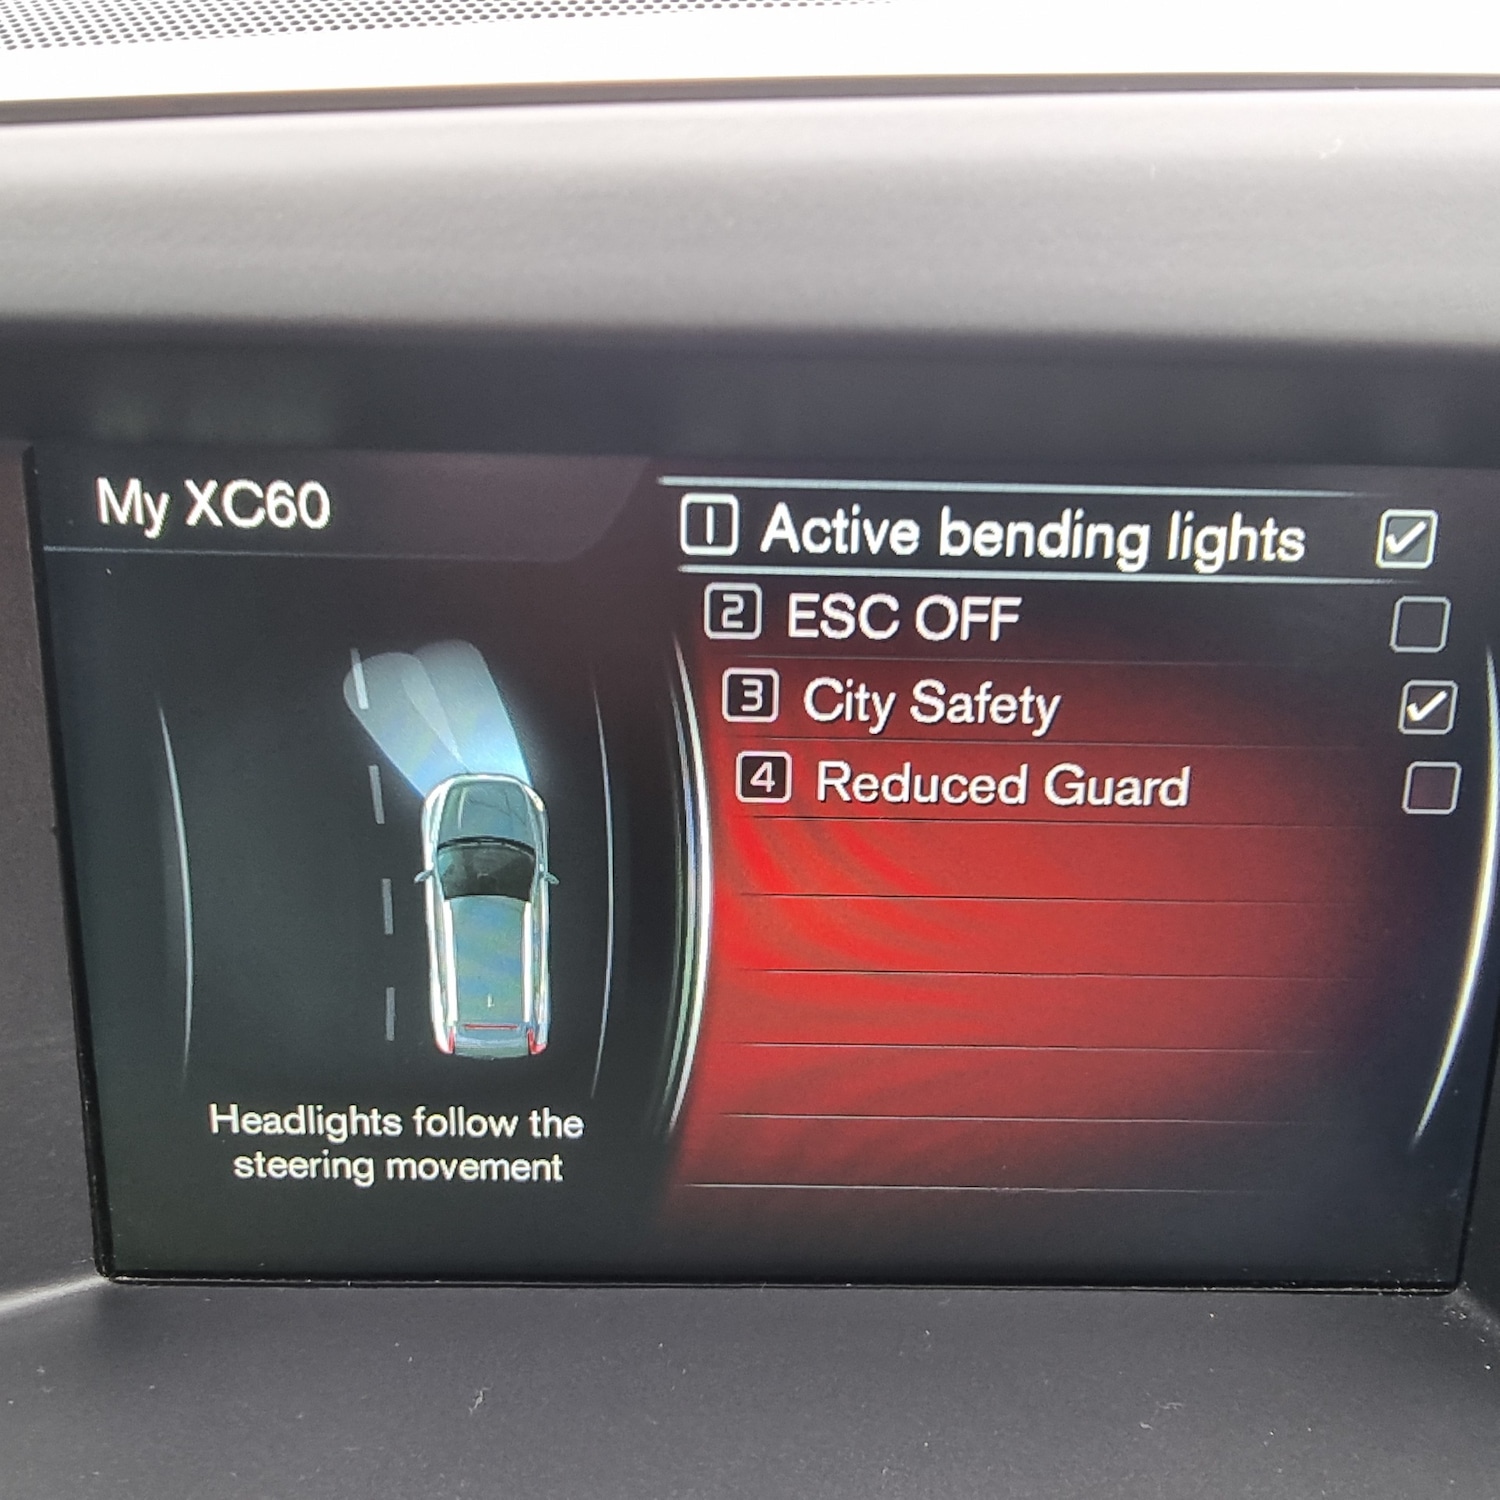 My XC60
1 Active bending lights
2 ESC OFF
3 City Safety
4 Reduced Guard
Headlights follow the
steering movement